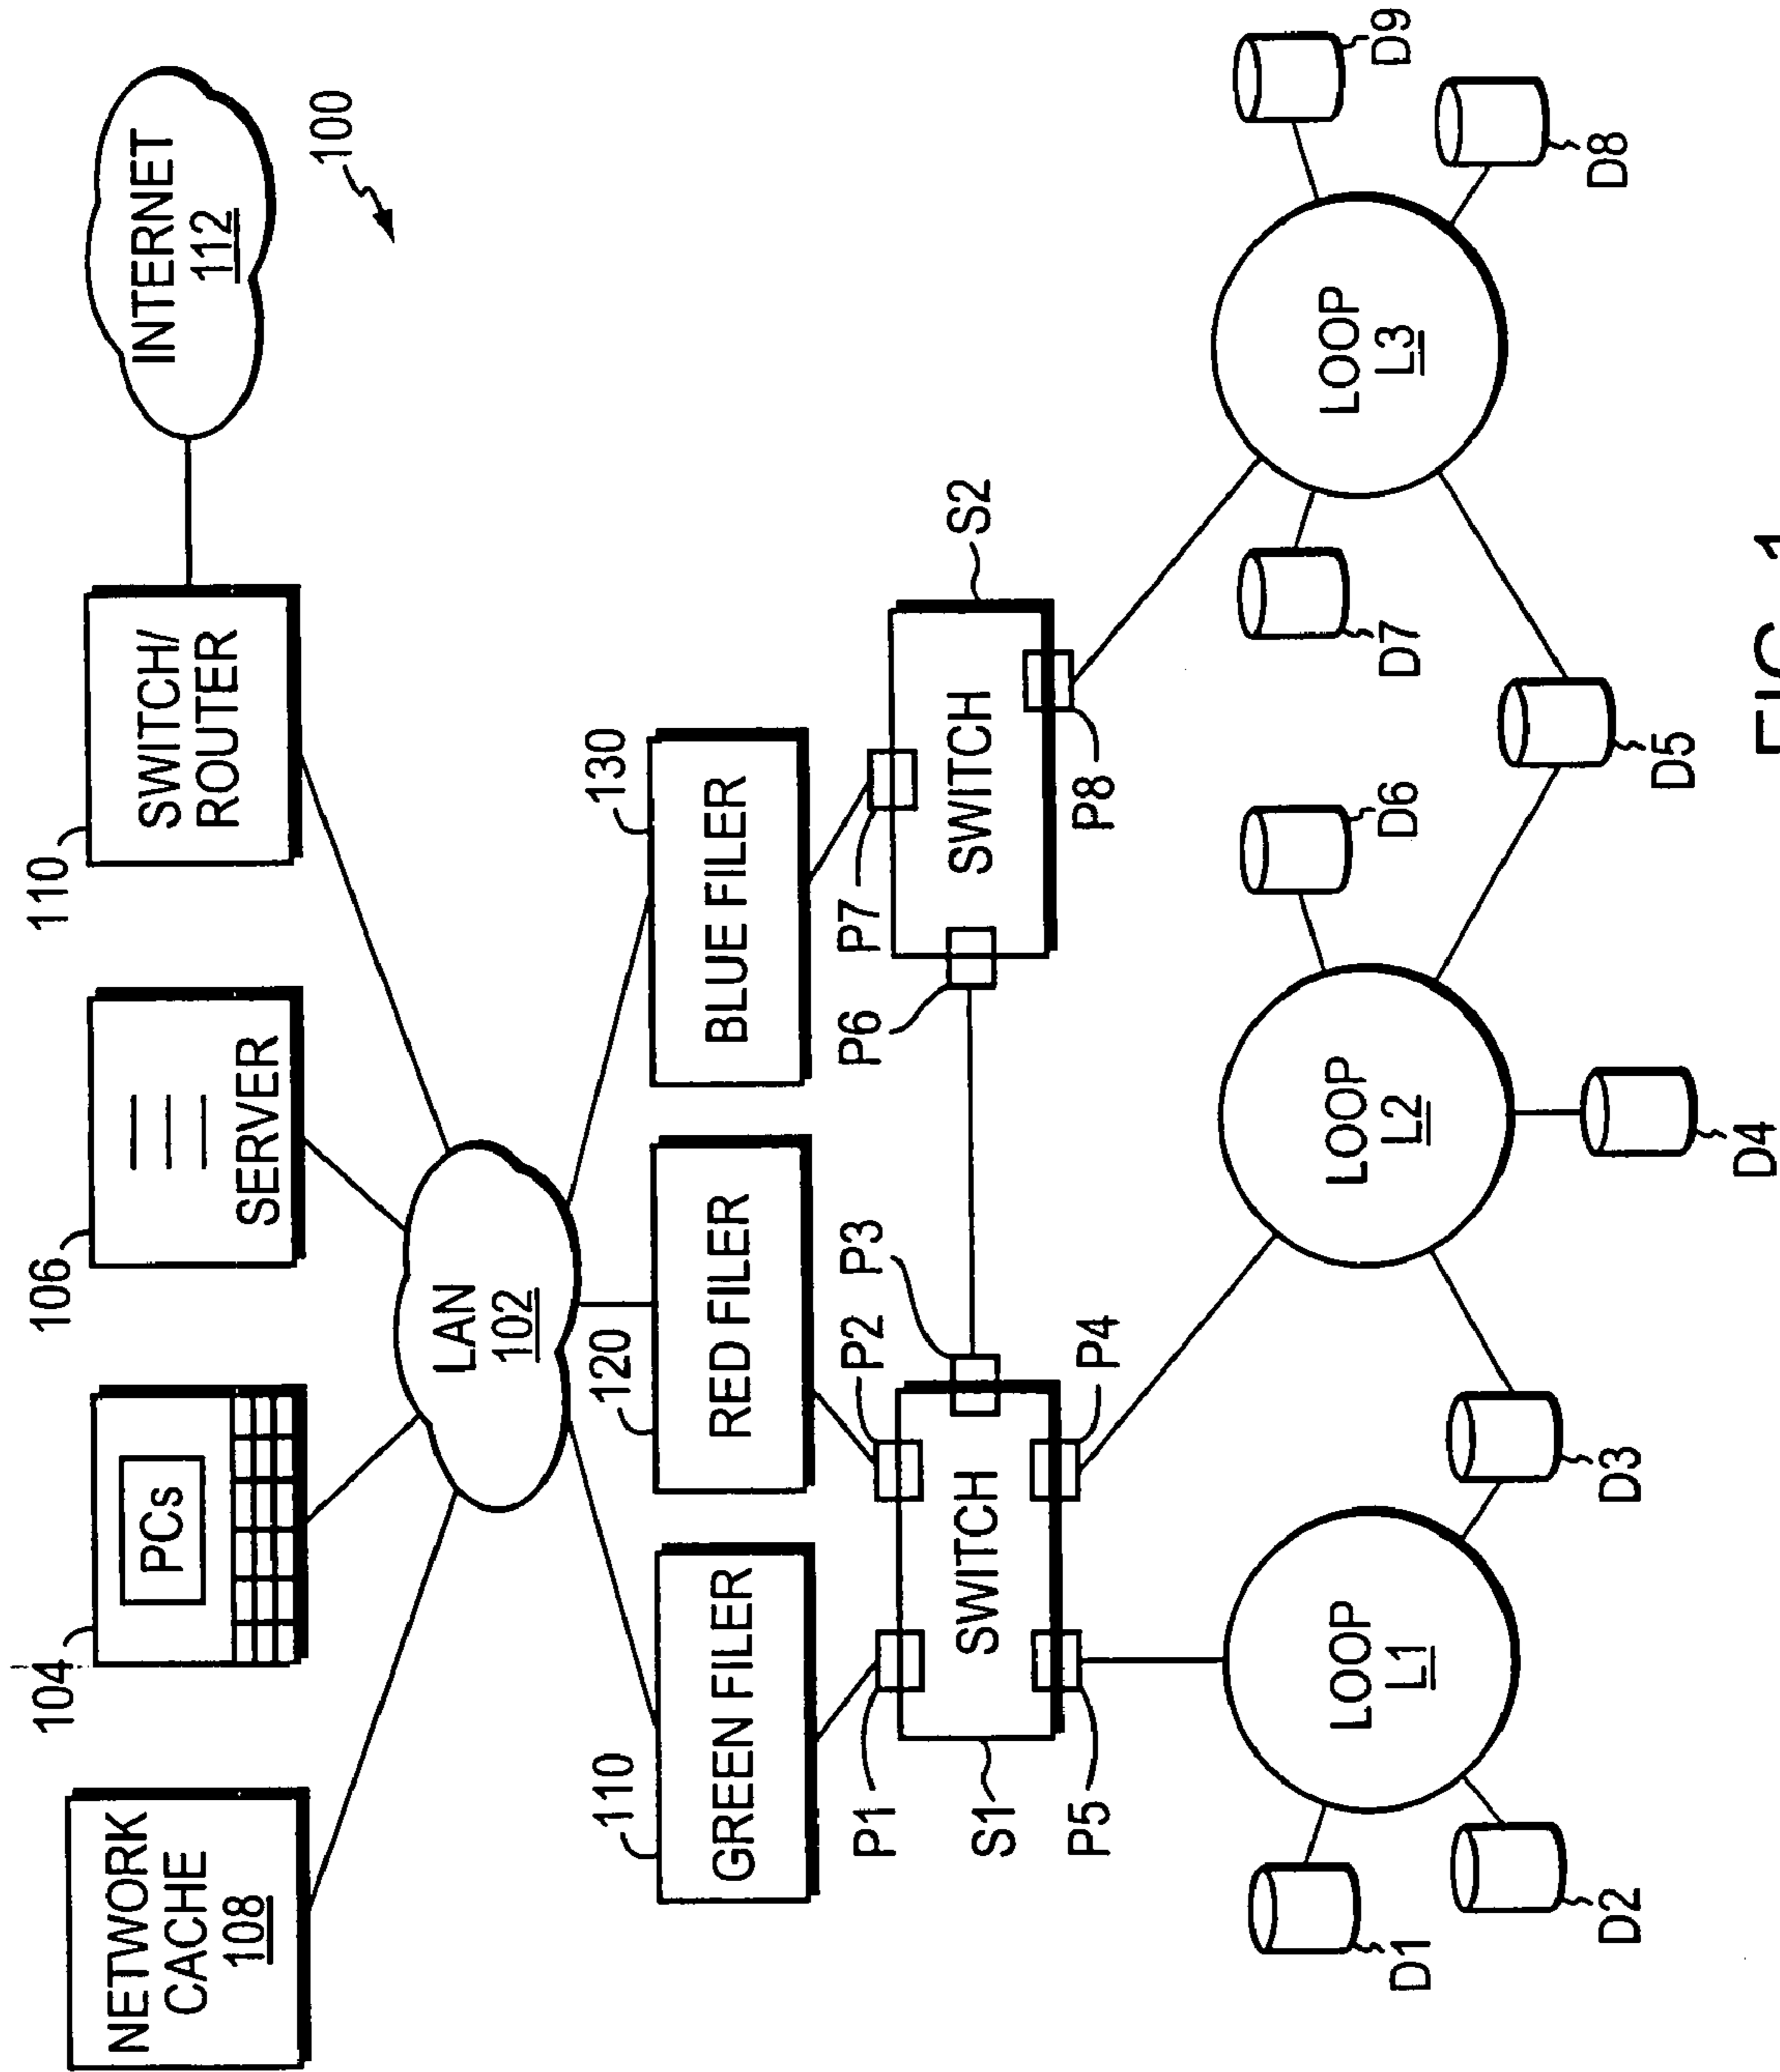 NETWORK
CACHE
108
104
PCs
106
SERVER
110
SWITCH/
ROUTER
INTERNET
112
100
LAN
102
110
GREEN FILER
120
RED FILER
130
BLUE FILER
P1
P2
P3
P6
P7
S2
SWITCH
SWITCH
S1
P5
P4
P8
LOOP
L1
LOOP
L2
LOOP
L3
D1
D2
D3
D4
D6
D5
D7
D8
D9
FIG. 1